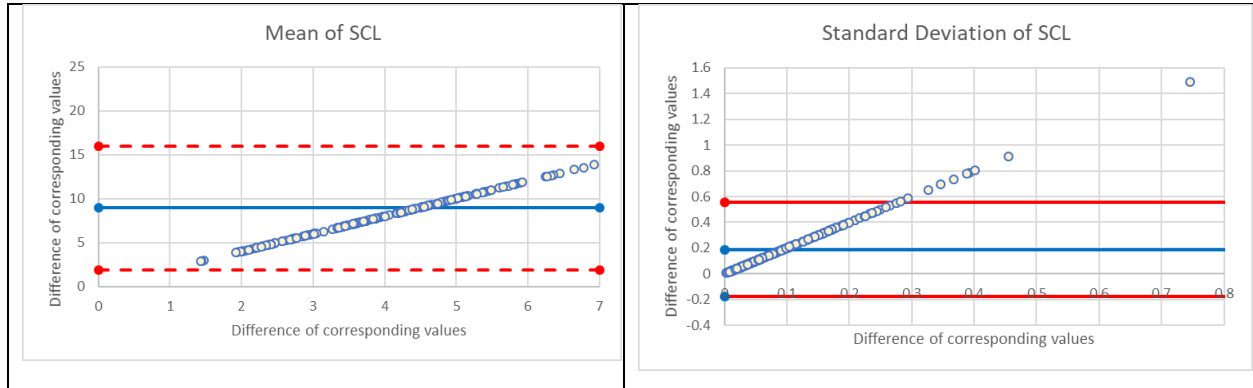 Mean of SCL
Difference of corresponding values
25
20
15
10
5
0
0 1 2 3 4 5 6 7
Difference of corresponding values
Standard Deviation of SCL
Difference of corresponding values
1.6
1.4
1.2
1
0.8
0.6
0.4
0.2
0
-0.2
-0.4
0 0.1 0.2 0.3 0.4 0.5 0.6 0.7 0.8
Difference of corresponding values